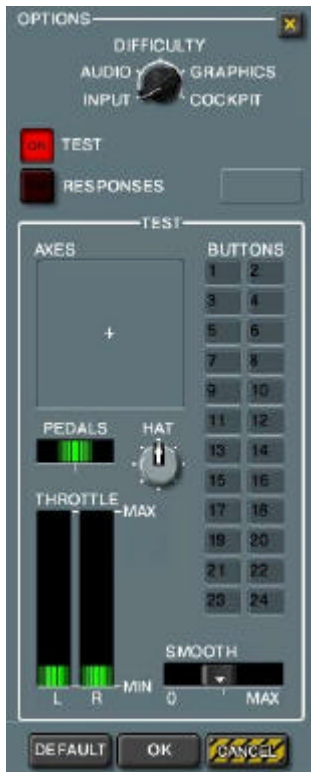 OPTIONS
X
DIFFICULTY
AUDIO GRAPHICS
INPUT COCKPIT
ON TEST
RESPONSES
TEST
AXES BUTTONS
1 2
3 4
5 6
7 8
9 10
PEDALS HAT
11 12
13 14
15 16
THROTTLE
MAX
17 18
19 20
21 22
23 24
SMOOTH
MIN
L R 0 MAX
DEFAULT OK CANCEL